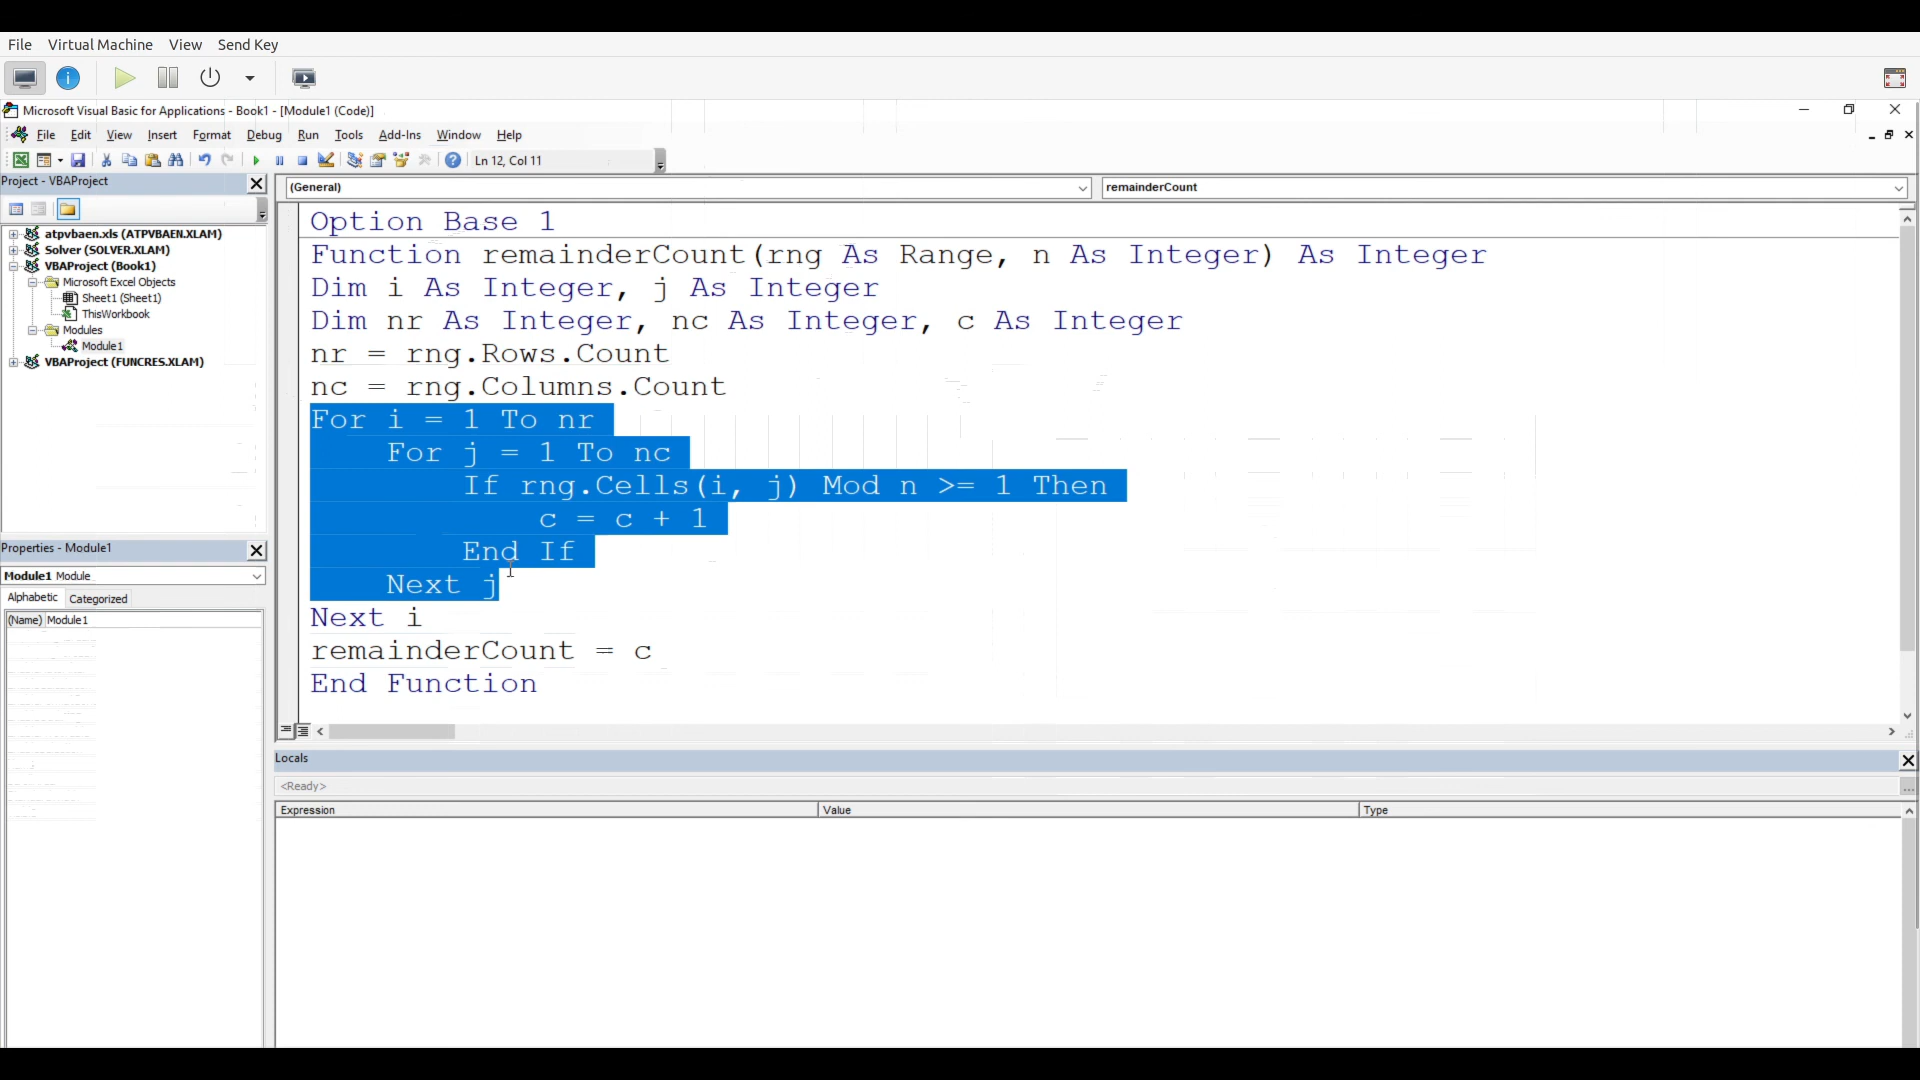 File Virtual Machine View Send Key
Microsoft Visual Basic for Applications - Book1 - [Module1 (Code)]
File Edit View Insert Format Debug Run Tools Add-Ins Window Help
Ln 12, Col 11
Project - VBAProject
(General) remainderCount
atpvbaen.xls (ATPVBAEN.XLAM)
Solver (SOLVER.XLAM)
VBAProject (Book1)
Microsoft Excel Objects
Sheet1 (Sheet1)
ThisWorkbook
Modules
Module1
VBAProject (FUNCRES.XLAM)
Properties - Module1
Module1 Module
Alphabetic Categorized
(Name) Module1
Option Base 1
Function remainderCount(rng As Range, n As Integer) As Integer
Dim i As Integer, j As Integer
Dim nr As Integer, nc As Integer, c As Integer
nr = rng.Rows.Count
nc = rng.Columns.Count
For i = 1 To nr
For j = 1 To nc
If rng.Cells(i, j) Mod n >= 1 Then
c = c + 1
End If
Next j
Next i
remainderCount = c
End Function
Locals
<Ready>
Expression Value Type